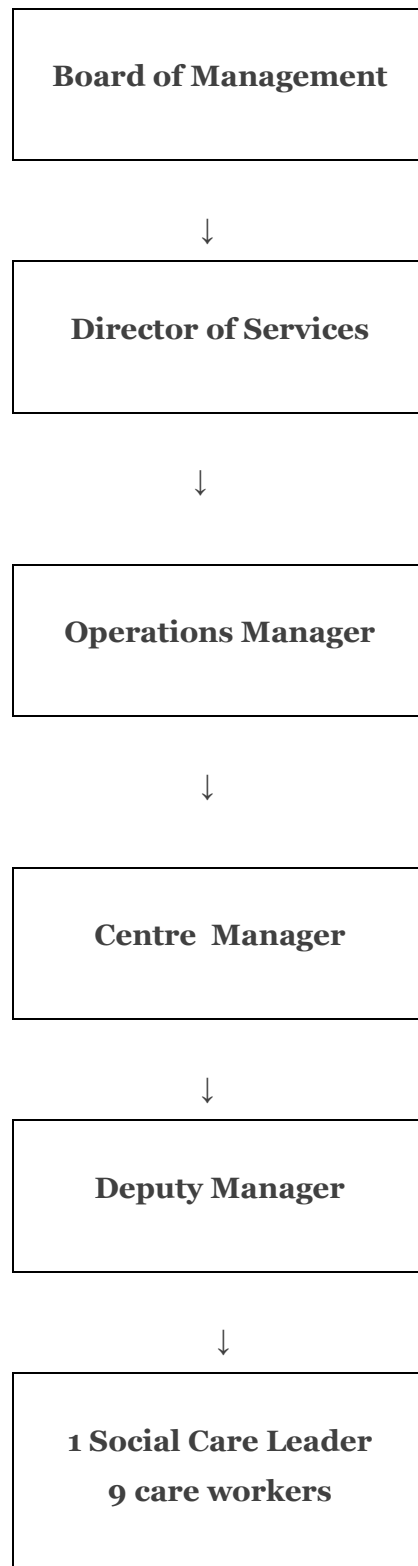 Board of Management
↓
Director of Services
↓
Operations Manager
↓
Centre  Manager
↓
Deputy Manager
↓
1 Social Care Leader
9 care workers